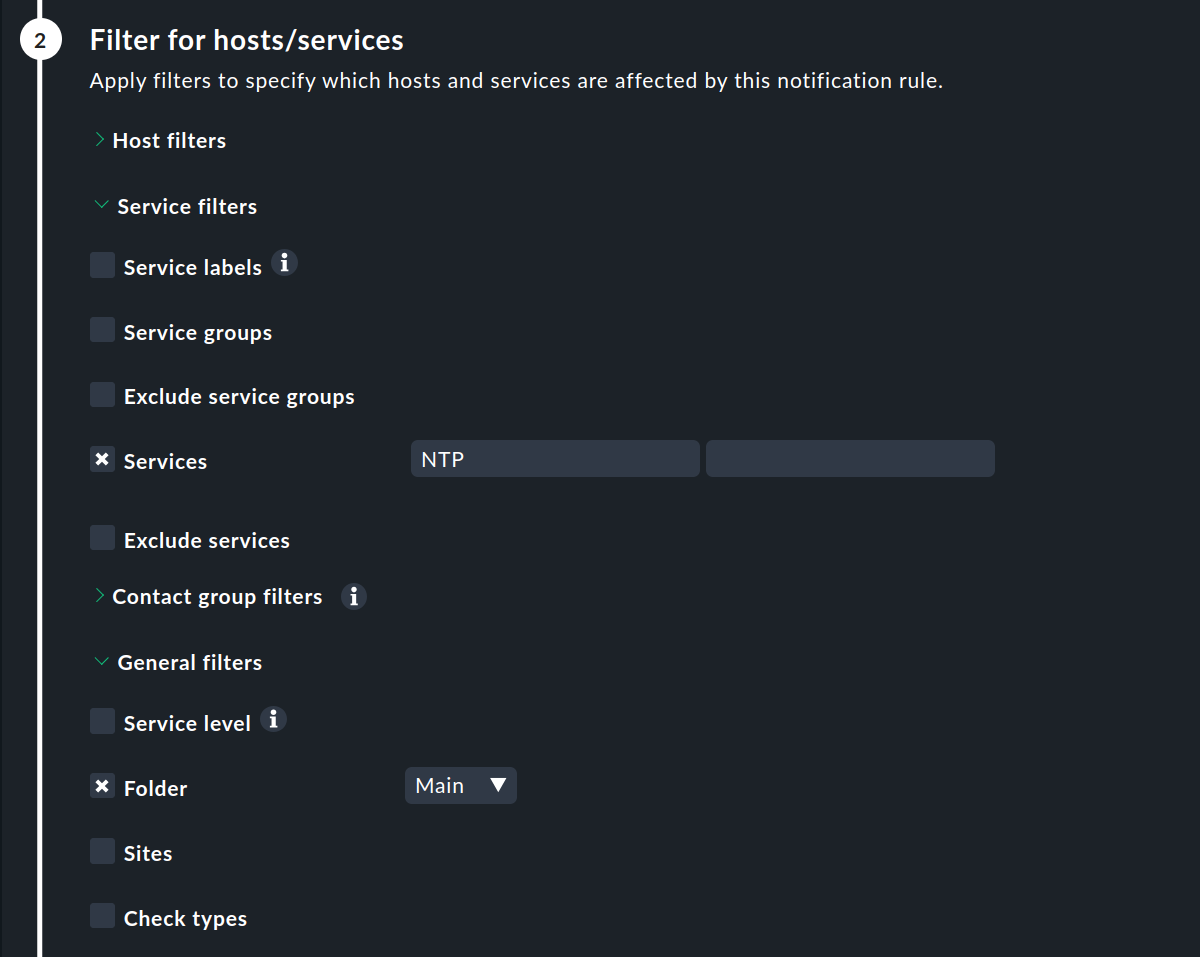 2
Filter for hosts/services
Apply filters to specify which hosts and services are affected by this notification rule.
Host filters
Service filters
Service labels i
Service groups
Exclude service groups
Services NTP
Exclude services
Contact group filters i
General filters
Service level i
Folder Main
Sites
Check types